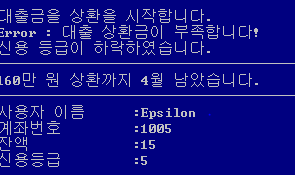 대출금을 상환을 시작합니다.
Error : 대출 상환금이 부족합니다!
신용 등급이 하락하였습니다.
160만 원 상환까지 4월 남았습니다.
사용자 이름 :Epsilon
계좌번호 :1005
잔액 :15
신용등급 :5